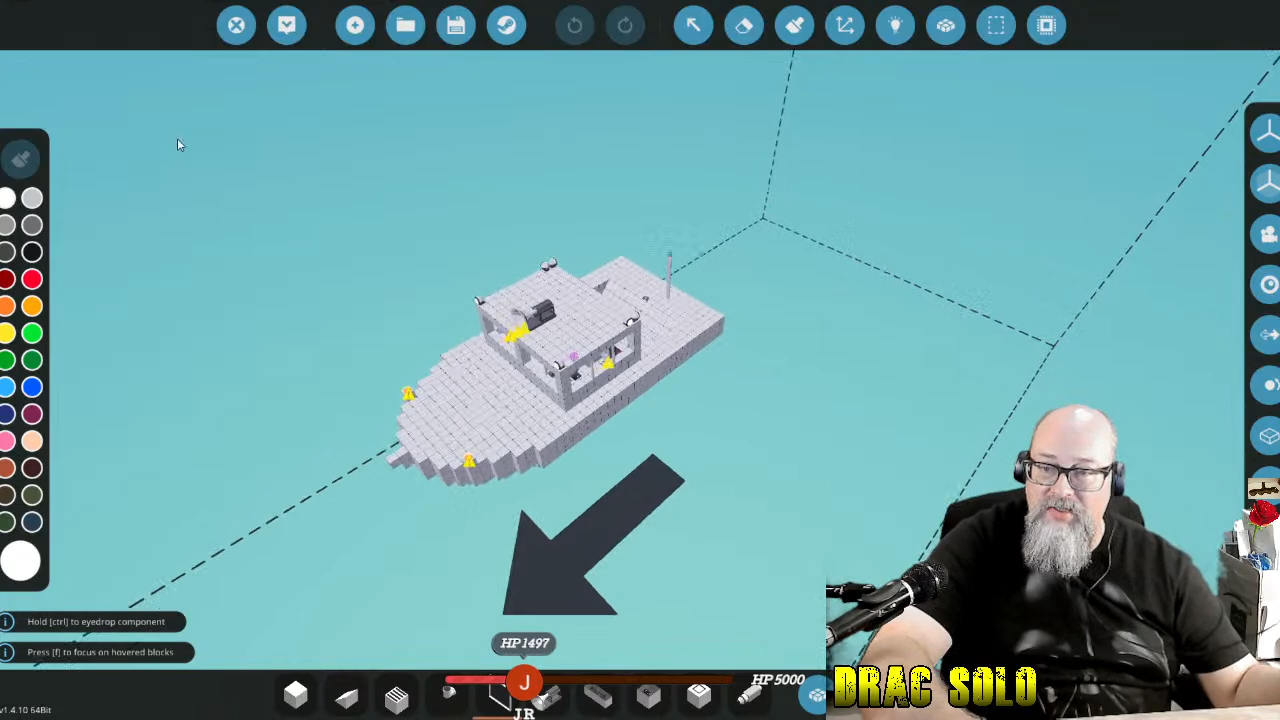 Hold [ctrl] to eyedrop component
Press [f] to focus on hovered blocks
HP 1497
HP 5000
J
JR
DRAC SOLO
v1.4.10 64Bit